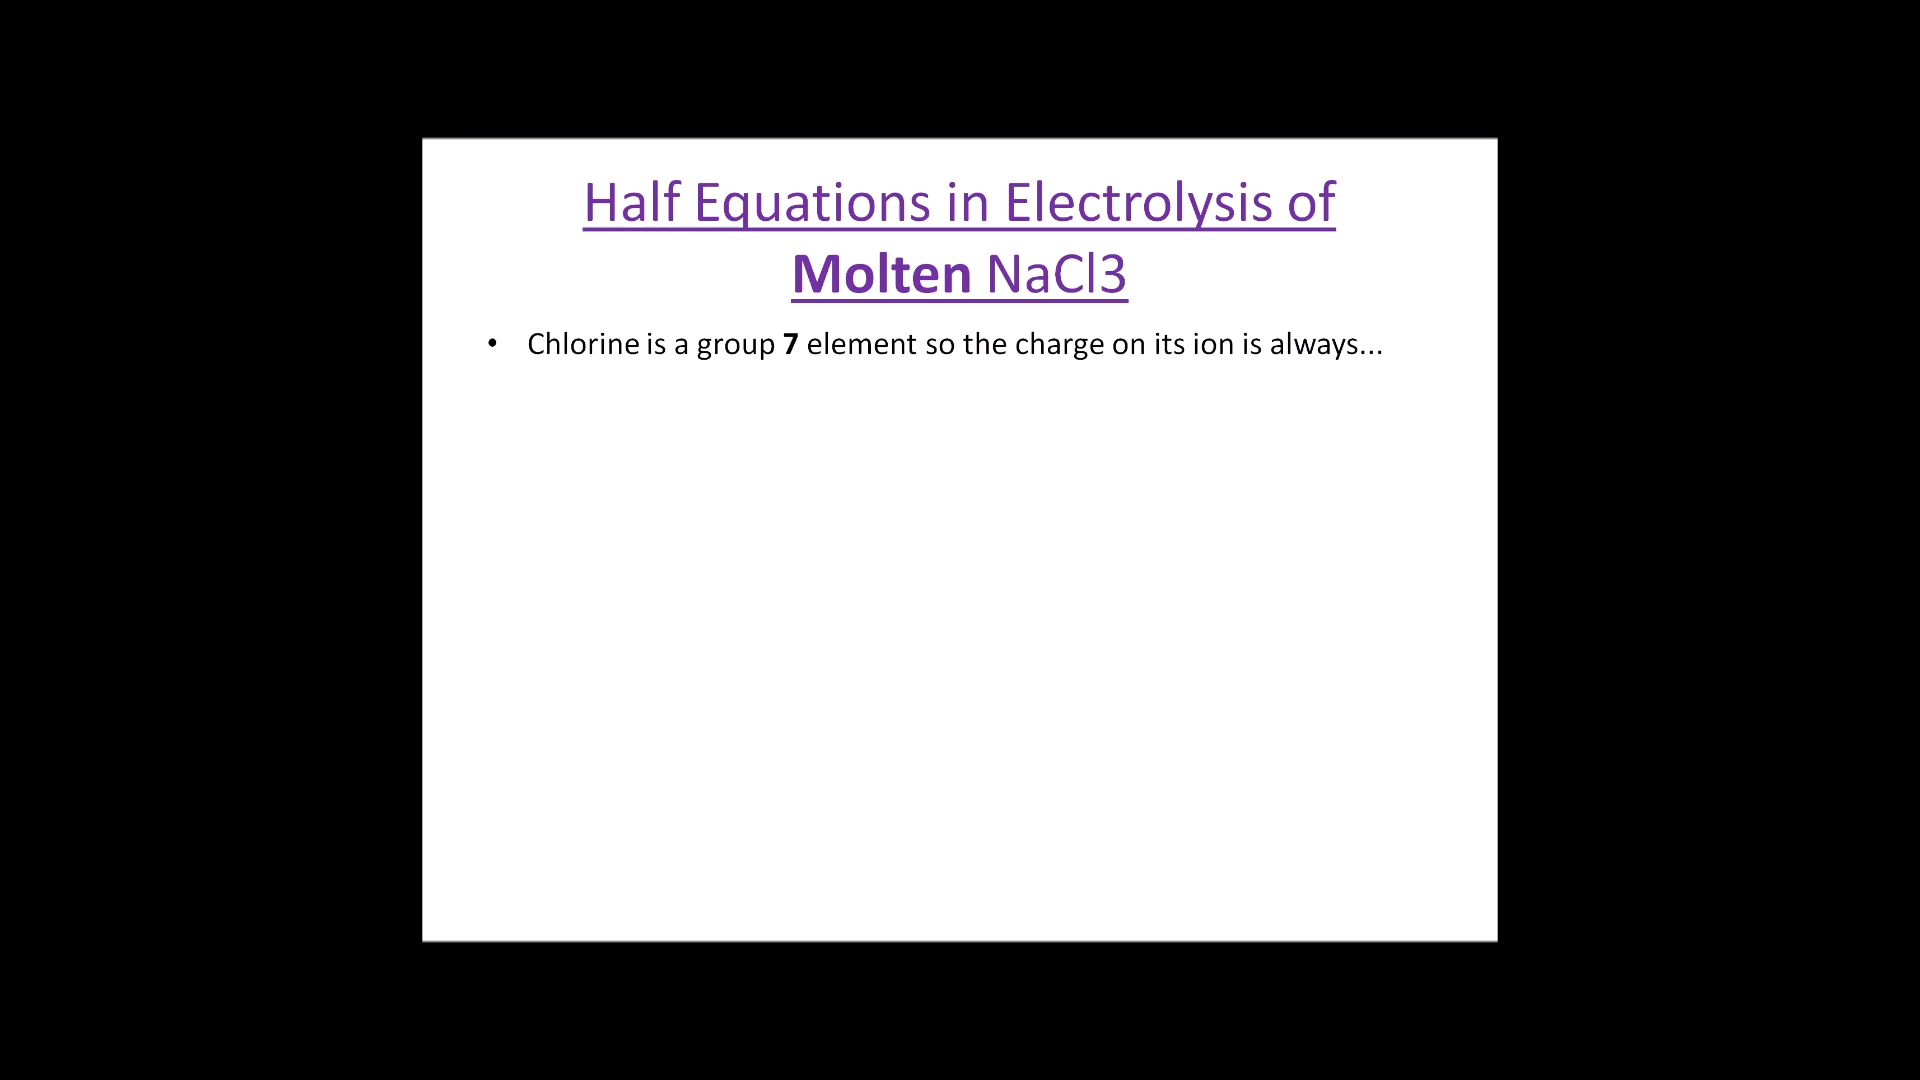 Half Equations in Electrolysis of
Molten NaCl3
• Chlorine is a group 7 element so the charge on its ion is always...